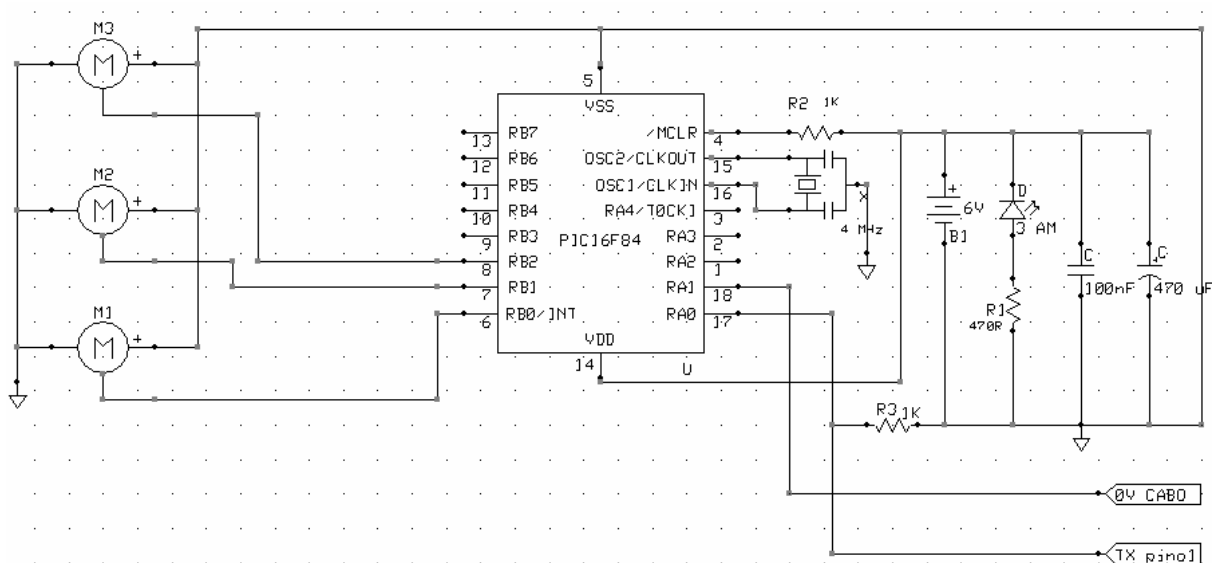 M3
+
M
M2
+
M
M1
+
M
5
VSS
13 RB7
12 RB6
11 RB5
10 RB4
9 RB3
8 RB2
7 RB1
6 RB0/INT
PIC16F84
/MCLR 4
OSC2/CLKOUT 15
OSC1/CLKIN 16
RA4/T0CKI 3
RA3 2
RA2 1
RA1 18
RA0 17
VDD
14
U
R2 1K
X
4 MHz
+
6V
B1
D
3 AM
R1
470R
C
100nF
C
+
470 uF
R3 1K
0V CABO
TX pino1